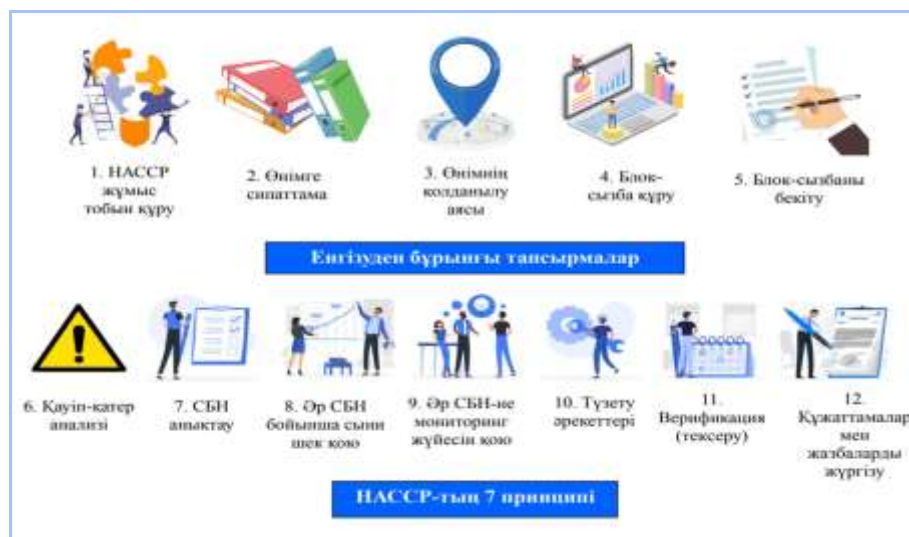 1. НАССР
жұмыс
тобын құру
2. Өнімге
сипаттама
3. Өнімнің
қолданылу
аясы
4. Блок-
сызба құру
5. Блок-сызбаны
бекіту
Енгізуден бұрынғы тапсырмалар
6. Қауіп-қатер
анализі
7. СБН
анықтау
8. Әр СБН
бойынша сыни
шек қою
9. Әр СБН-не
мониторинг
жүйесін қою
10. Түзету
әрекеттері
11.
Верификация
(тексеру)
12.
Құжаттамалар
мен
жазбаларды
жүргізу
НАССР-тың 7 принципі